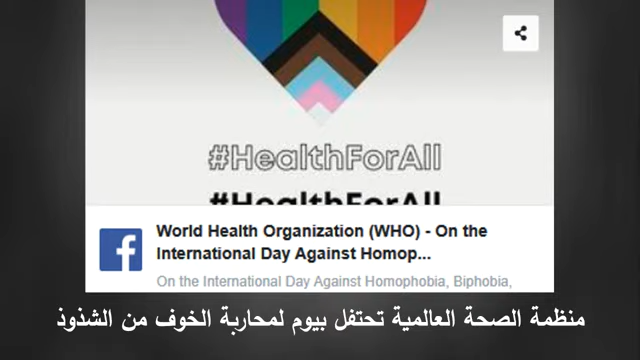 #HealthForAll
#HealthForAll
World Health Organization (WHO) - On the
International Day Against Homop...
On the International Day Against Homophobia, Biphobia,
منظمة الصحة العالمية تحتفل بيوم لمحاربة الخوف من الشذوذ